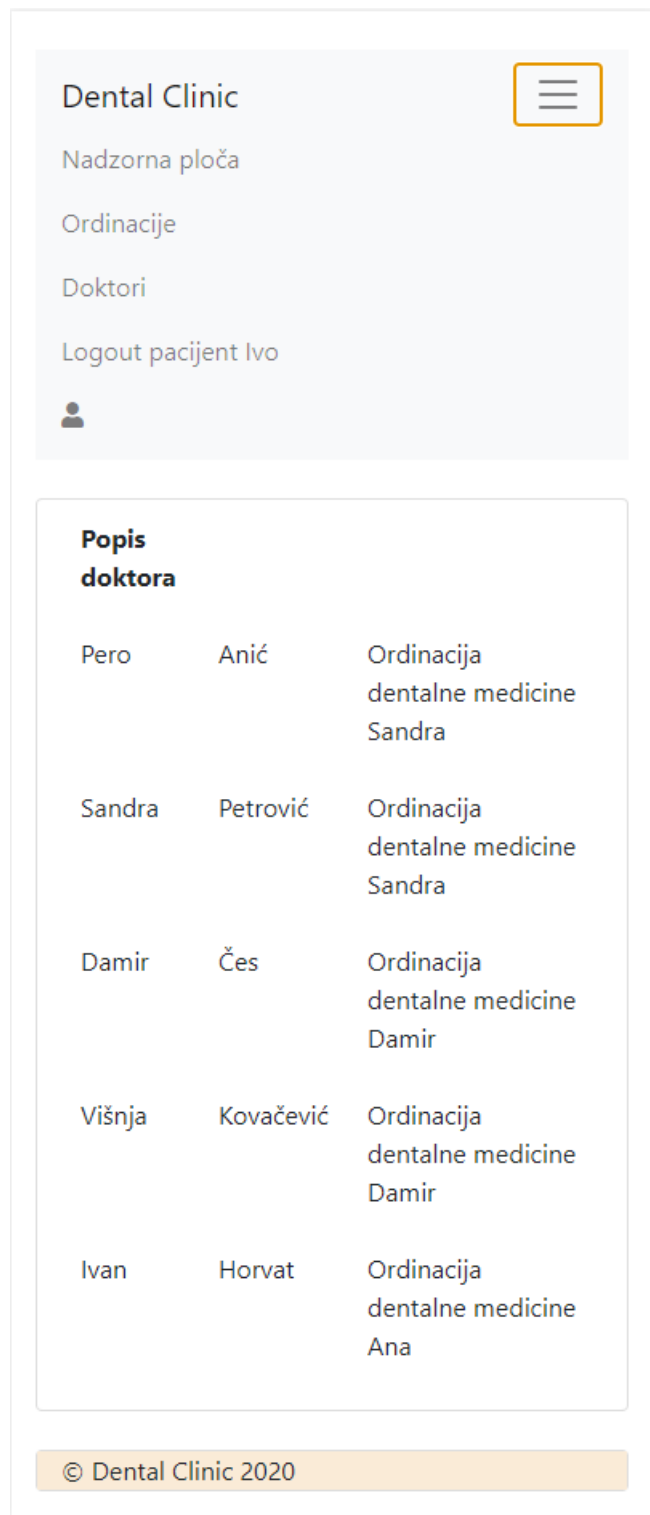 Dental Clinic
Nadzorna ploča
Ordinacije
Doktori
Logout pacijent Ivo
Popis
doktora
Pero Anić Ordinacija
dentalne medicine
Sandra
Sandra Petrović Ordinacija
dentalne medicine
Sandra
Damir Čes Ordinacija
dentalne medicine
Damir
Višnja Kovačević Ordinacija
dentalne medicine
Damir
Ivan Horvat Ordinacija
dentalne medicine
Ana
© Dental Clinic 2020